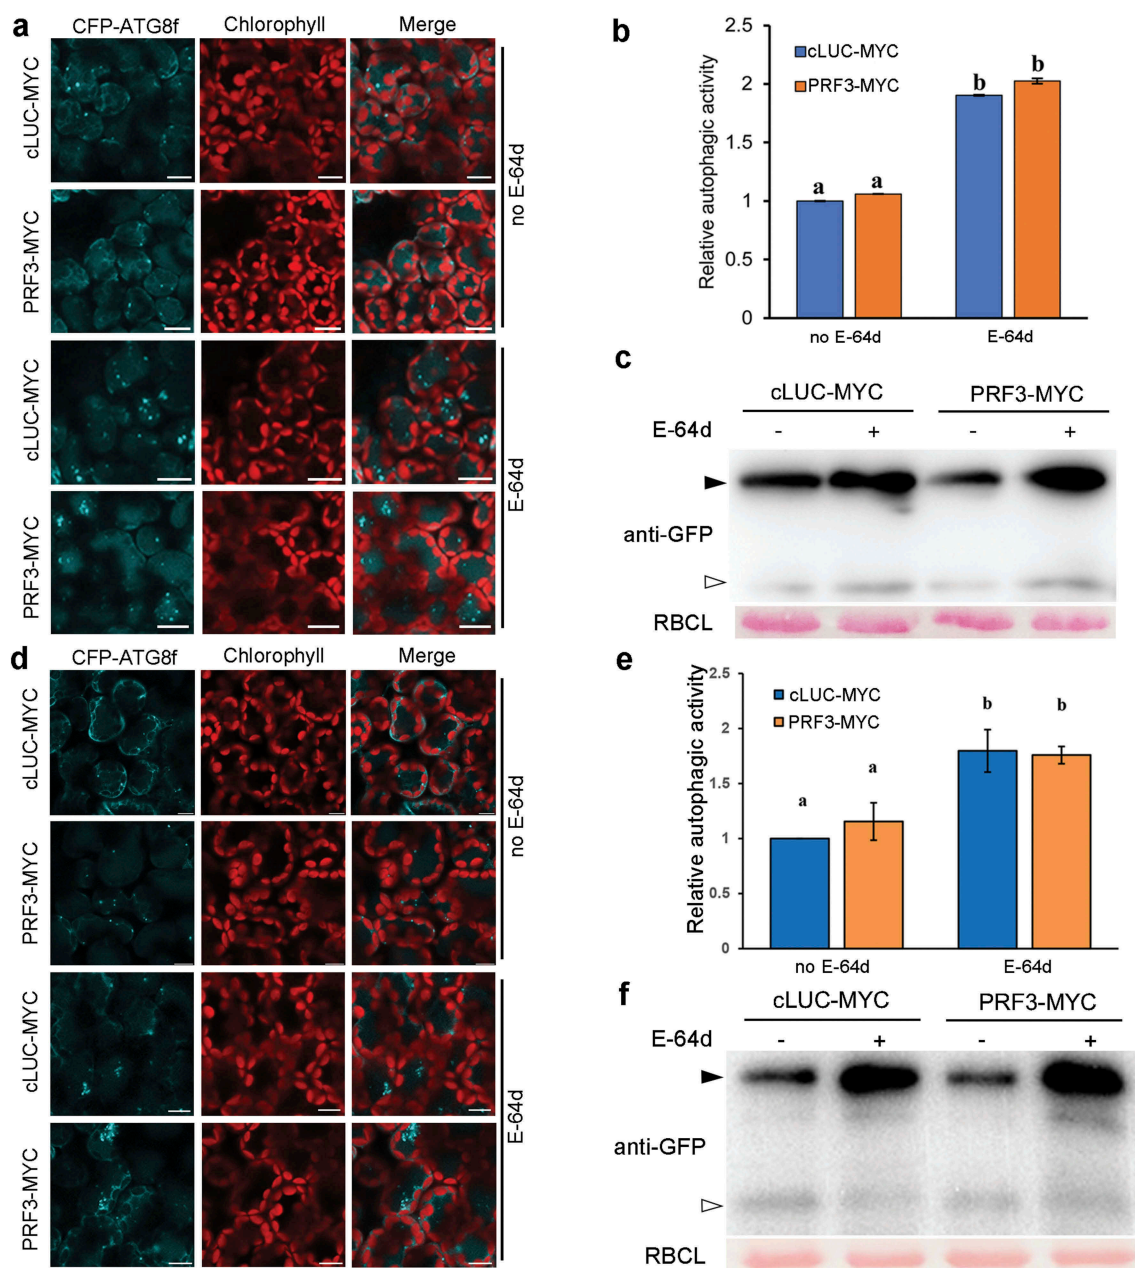 a
CFP-ATG8f Chlorophyll Merge
cLUC-MYC
PRF3-MYC
no E-64d
cLUC-MYC
PRF3-MYC
E-64d
b
Relative autophagic activity
2.5
2
1.5
1
0.5
0
cLUC-MYC
PRF3-MYC
a a b b
no E-64d E-64d
c
cLUC-MYC PRF3-MYC
E-64d - + - +
anti-GFP
RBCL
d
CFP-ATG8f Chlorophyll Merge
cLUC-MYC
PRF3-MYC
no E-64d
cLUC-MYC
PRF3-MYC
E-64d
e
Relative autophagic activity
2.5
2
1.5
1
0.5
0
cLUC-MYC
PRF3-MYC
a a b b
no E-64d E-64d
f
cLUC-MYC PRF3-MYC
E-64d - + - +
anti-GFP
RBCL